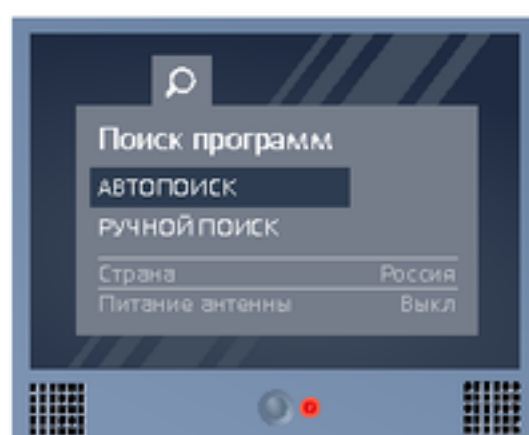 Поиск программ
АВТОПОИСК
РУЧНОЙ ПОИСК
Страна Россия
Питание антенны Выкл